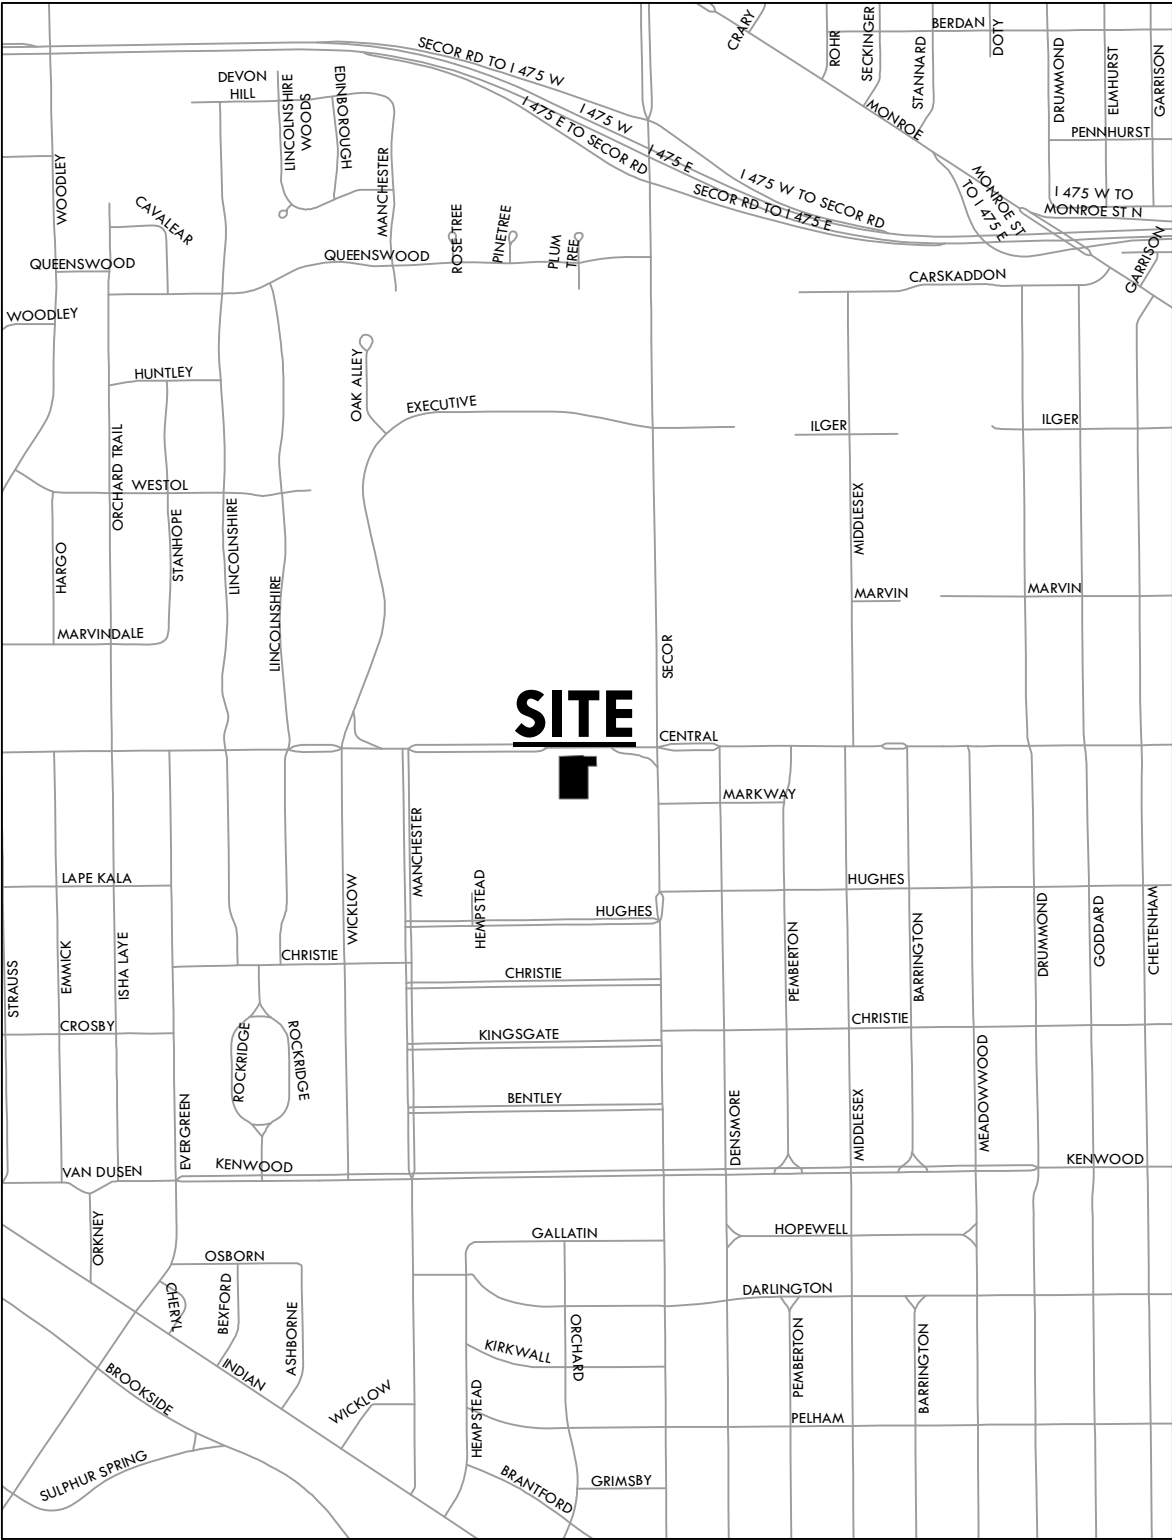 CRARY
ROHR
SECKINGER
STANNARD
BERDAN
DOTY
DRUMMOND
ELMHURST
GARRISON
SECOR RD TO I 475 W
I 475 W
I 475 E TO SECOR RD
I 475 E
MONROE
PENNHURST
DEVON
HILL
LINCOLNSHIRE
WOODS
EDINBOROUGH
MANCHESTER
WOODLEY
CAVALEAR
I 475 W TO SECOR RD
SECOR RD TO I 475 E
MONROE ST
TO I 475 E
I 475 W TO
MONROE ST N
ROSE TREE
PINETREE
PLUM
TREE
QUEENSWOOD
QUEENSWOOD
CARSKADDON
GARRISON
WOODLEY
HUNTLEY
OAK ALLEY
EXECUTIVE
ILGER
ILGER
ORCHARD TRAIL
WESTOL
HARGO
STANHOPE
LINCOLNSHIRE
LINCOLNSHIRE
MIDDLESEX
MARVIN
MARVIN
MARVINDALE
SECOR
SITE
CENTRAL
MARKWAY
MANCHESTER
LAPE KALA
WICKLOW
HEMPSTEAD
HUGHES
HUGHES
STRAUSS
EMMICK
ISHA LAYE
CHRISTIE
CHRISTIE
PEMBERTON
BARRINGTON
DRUMMOND
GODDARD
CHELTENHAM
CROSBY
ROCKRIDGE
ROCKRIDGE
KINGSGATE
CHRISTIE
EVERGREEN
BENTLEY
DENSMORE
MIDDLESEX
MEADOWWOOD
VAN DUSEN
KENWOOD
KENWOOD
ORKNEY
GALLATIN
HOPEWELL
OSBORN
CHERYL
BEXFORD
ASHBORNE
DARLINGTON
KIRKWALL
ORCHARD
PEMBERTON
BARRINGTON
BROOKSIDE
INDIAN
WICKLOW
HEMPSTEAD
PELHAM
SULPHUR SPRING
BRANTFORD
GRIMSBY